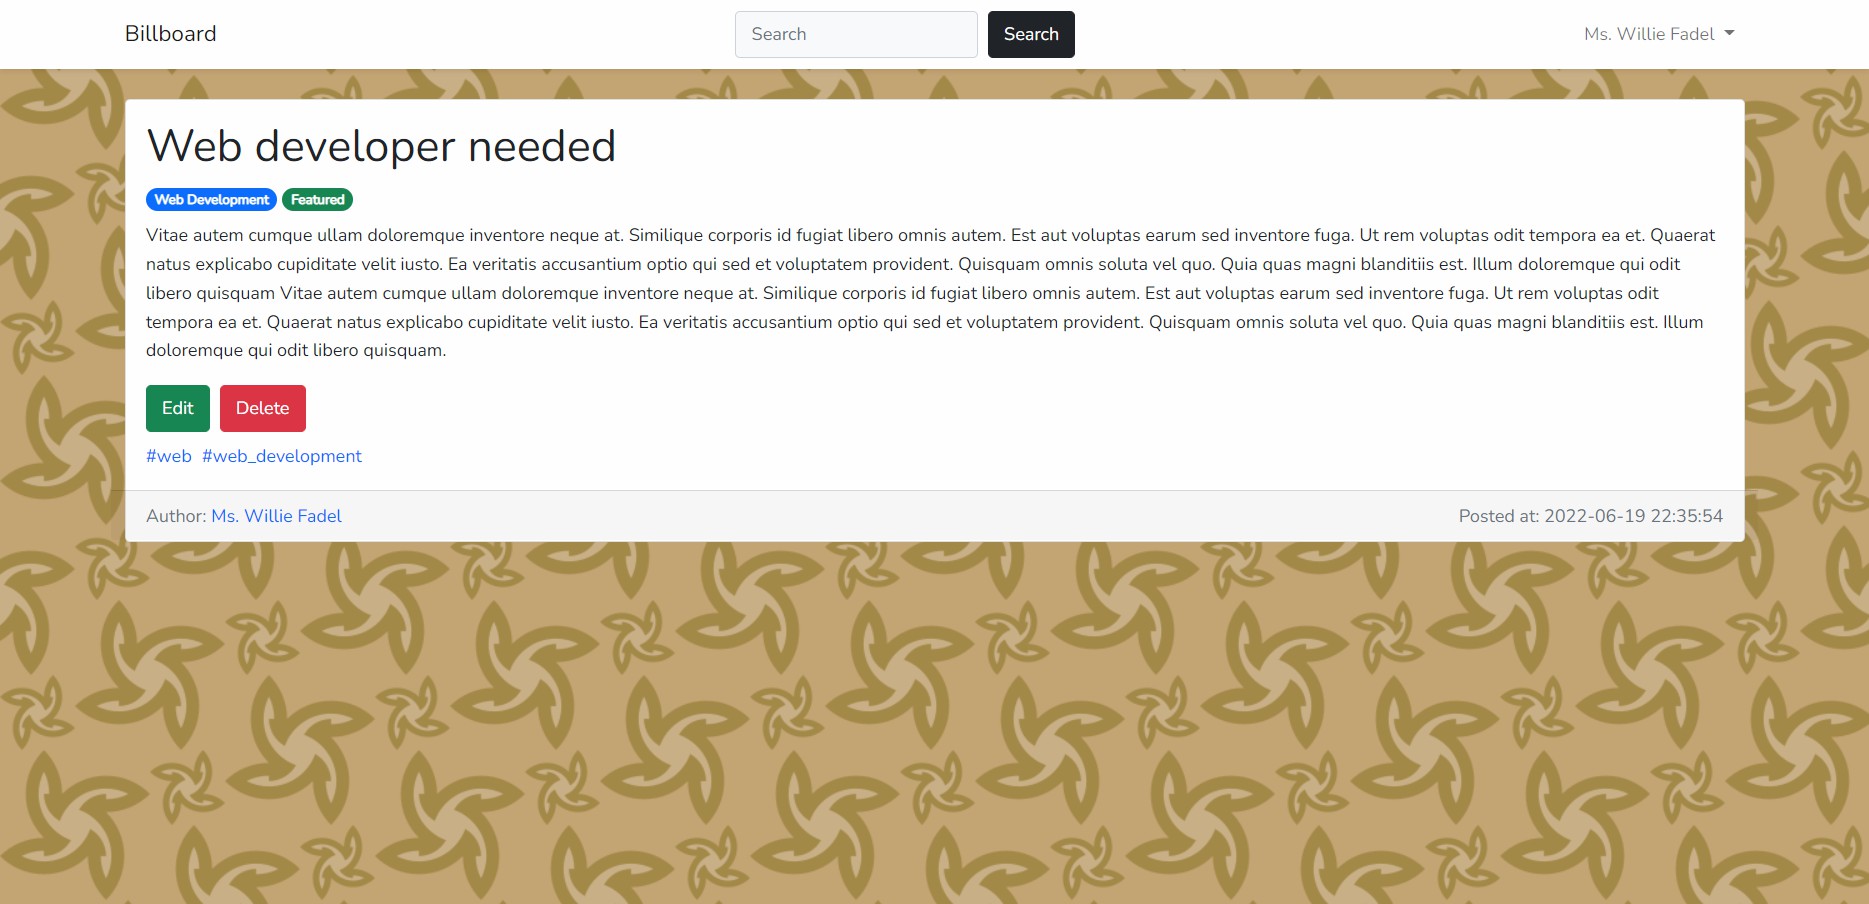 Billboard
Search
Search
Ms. Willie Fadel
Web developer needed
Web Development Featured
Vitae autem cumque ullam doloremque inventore neque at. Similique corporis id fugiat libero omnis autem. Est aut voluptas earum sed inventore fuga. Ut rem voluptas odit tempora ea et. Quaerat
natus explicabo cupiditate velit iusto. Ea veritatis accusantium optio qui sed et voluptatem provident. Quisquam omnis soluta vel quo. Quia quas magni blanditiis est. Illum doloremque qui odit
libero quisquam Vitae autem cumque ullam doloremque inventore neque at. Similique corporis id fugiat libero omnis autem. Est aut voluptas earum sed inventore fuga. Ut rem voluptas odit
tempora ea et. Quaerat natus explicabo cupiditate velit iusto. Ea veritatis accusantium optio qui sed et voluptatem provident. Quisquam omnis soluta vel quo. Quia quas magni blanditiis est. Illum
doloremque qui odit libero quisquam.
Edit Delete
#web #web_development
Author: Ms. Willie Fadel
Posted at: 2022-06-19 22:35:54